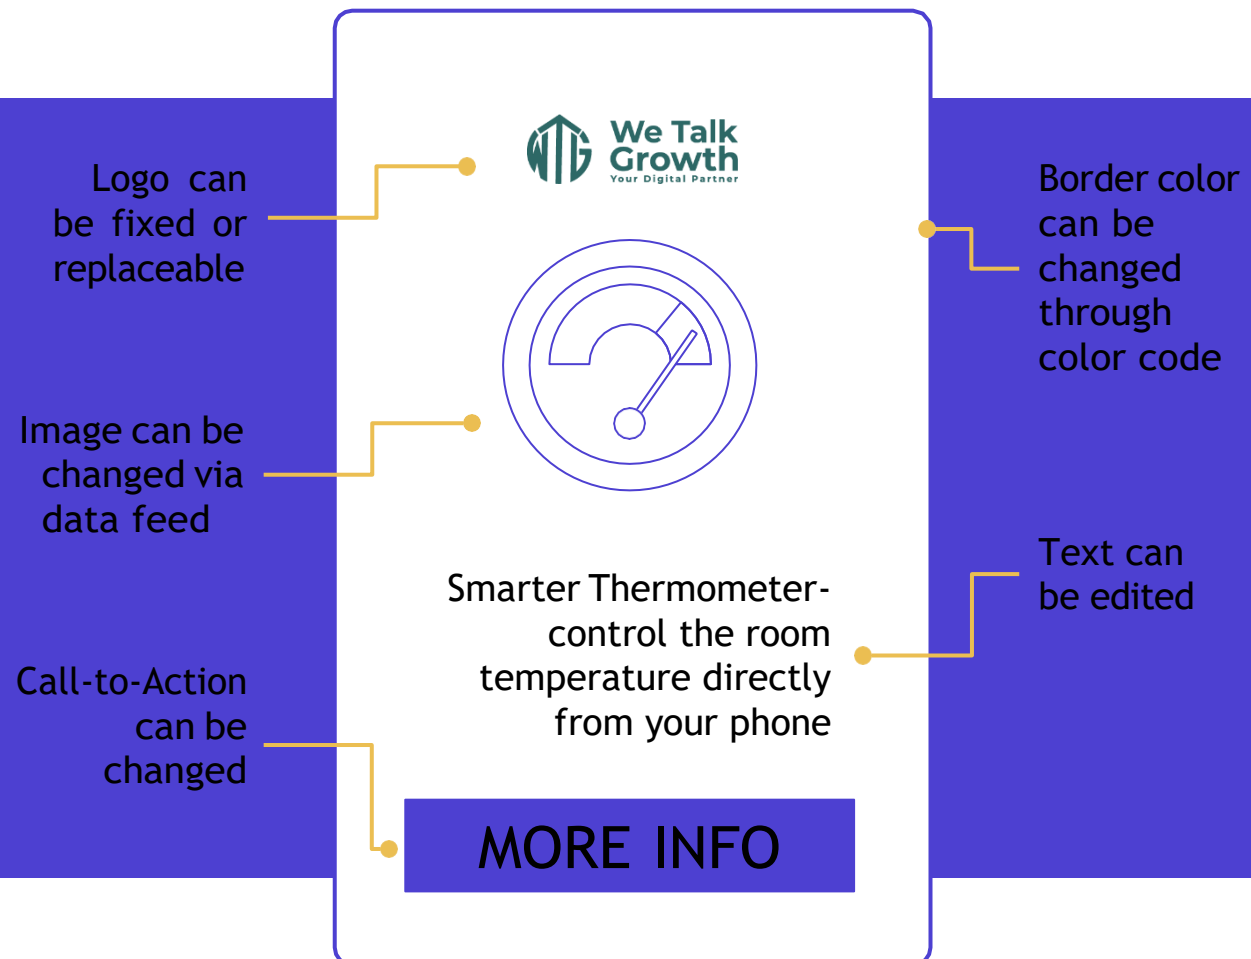 We Talk
Growth
Your Digital Partner
Logo can
be fixed or
replaceable
Border color
can be
changed
through
color code
Image can be
changed via
data feed
Text can
be edited
Smarter Thermometer-
control the room
temperature directly
from your phone
Call-to-Action
can be
changed
MORE INFO